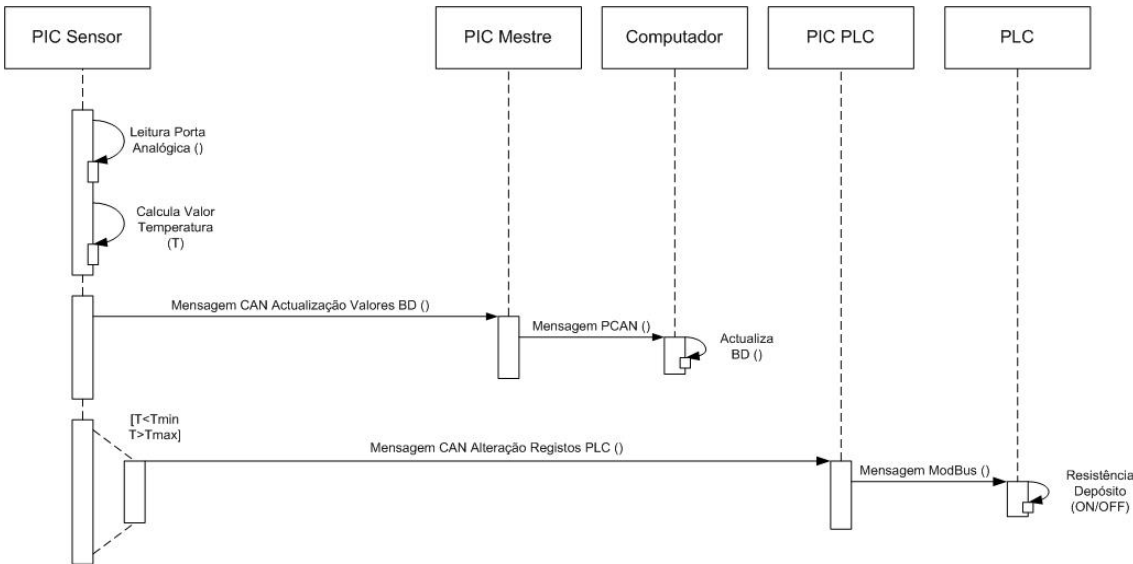 PIC Sensor
PIC Mestre
Computador
PIC PLC
PLC
Leitura Porta
Analógica ()
Calcula Valor
Temperatura
(T)
Mensagem CAN Actualização Valores BD ()
Mensagem PCAN ()
Actualiza
BD ()
[T<Tmin
T>Tmax]
Mensagem CAN Alteração Registos PLC ()
Mensagem ModBus ()
Resistência
Depósito
(ON/OFF)